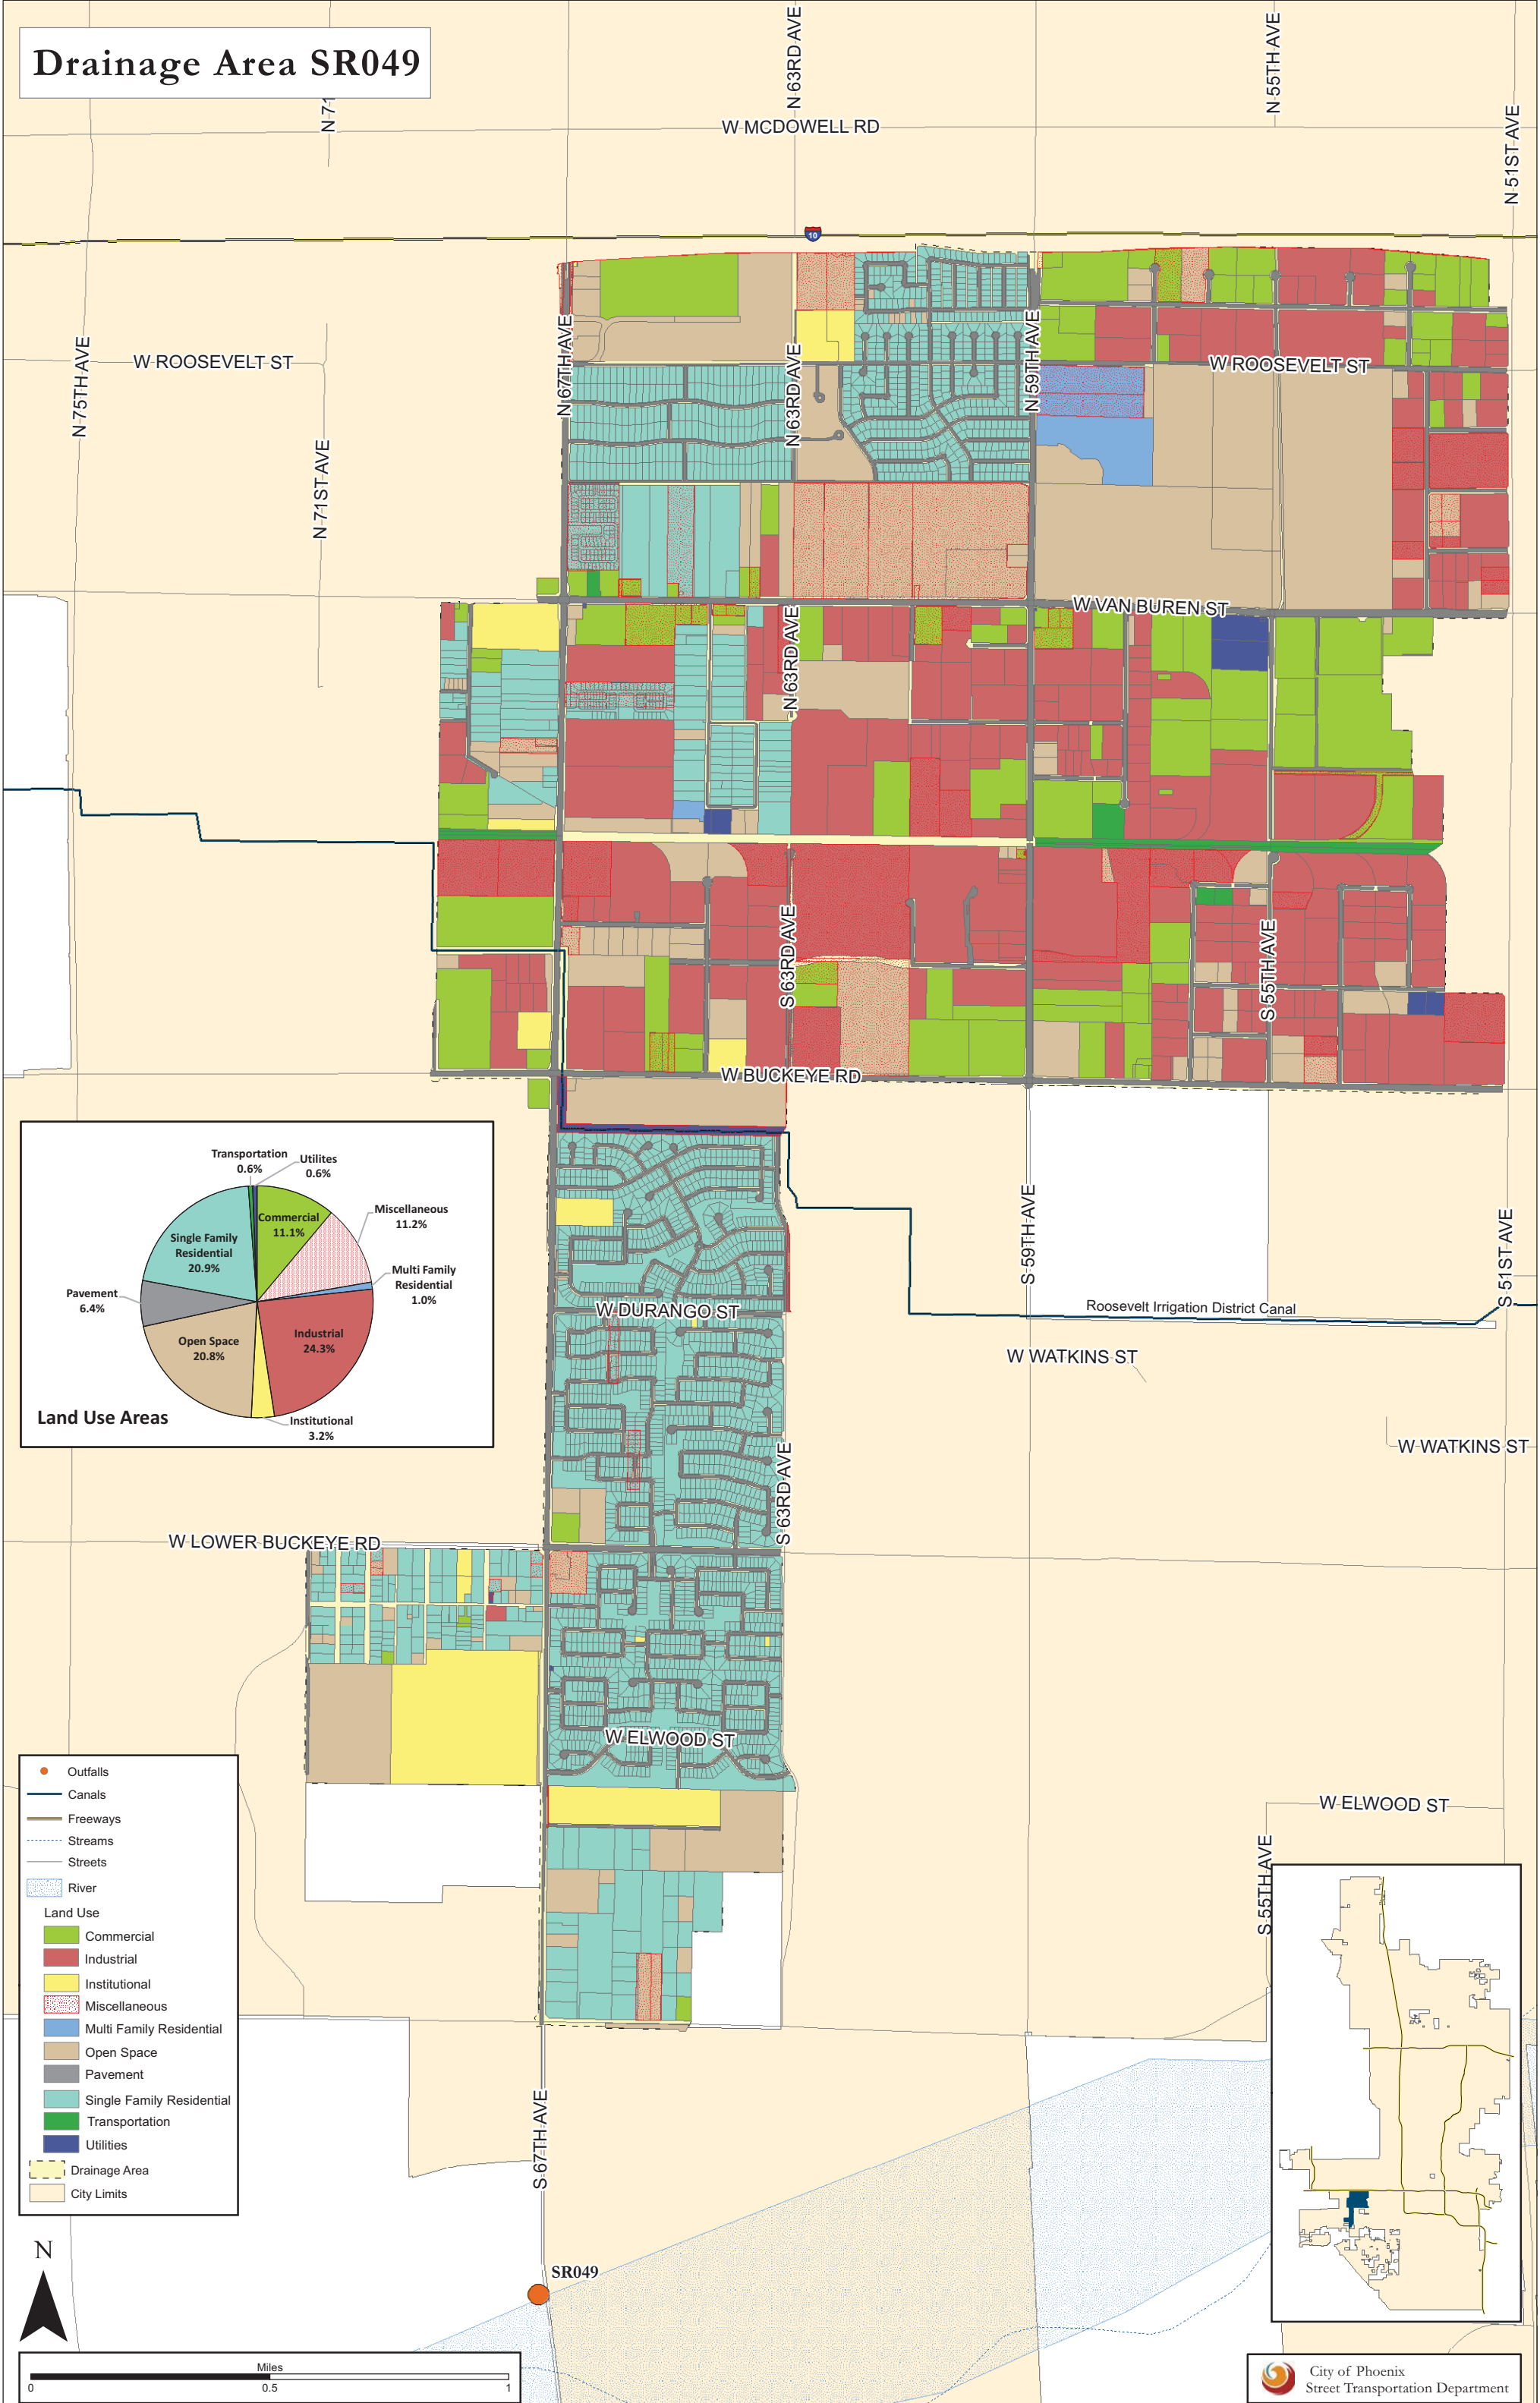 Drainage Area SR049
N 71
N 63RD AVE
N 55TH AVE
N 51ST AVE
W MCDOWELL RD
10
N 75TH AVE
W ROOSEVELT ST
N 67TH AVE
N 63RD AVE
N 59TH AVE
W ROOSEVELT ST
N 71ST AVE
W VAN BUREN ST
N 63RD AVE
S 63RD AVE
S 55TH AVE
W BUCKEYE RD
Transportation
0.6%
Utilites
0.6%
Commercial
11.1%
Miscellaneous
11.2%
Single Family
Residential
20.9%
Multi Family
Residential
1.0%
Pavement
6.4%
Open Space
20.8%
Industrial
24.3%
Institutional
3.2%
Land Use Areas
S 59TH AVE
S 51ST AVE
W DURANGO ST
Roosevelt Irrigation District Canal
W WATKINS ST
W WATKINS ST
S 63RD AVE
W LOWER BUCKEYE RD
W ELWOOD ST
W ELWOOD ST
S 55TH AVE
Outfalls
Canals
Freeways
Streams
Streets
River
Land Use
Commercial
Industrial
Institutional
Miscellaneous
Multi Family Residential
Open Space
Pavement
Single Family Residential
Transportation
Utilities
Drainage Area
City Limits
S 67TH AVE
N
SR049
Miles
0 0.5 1
City of Phoenix
Street Transportation Department